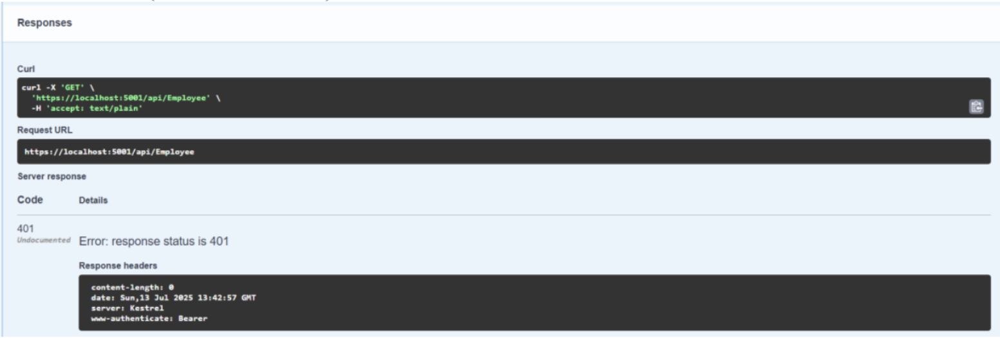 Responses
Curl
curl -X 'GET' \
'https://localhost:5001/api/Employee' \
-H 'accept: text/plain'
Request URL
https://localhost:5001/api/Employee
Server response
Code Details
401
Undocumented Error: response status is 401
Response headers
content-length: 0
date: Sun,13 Jul 2025 13:42:57 GMT
server: Kestrel
www-authenticate: Bearer